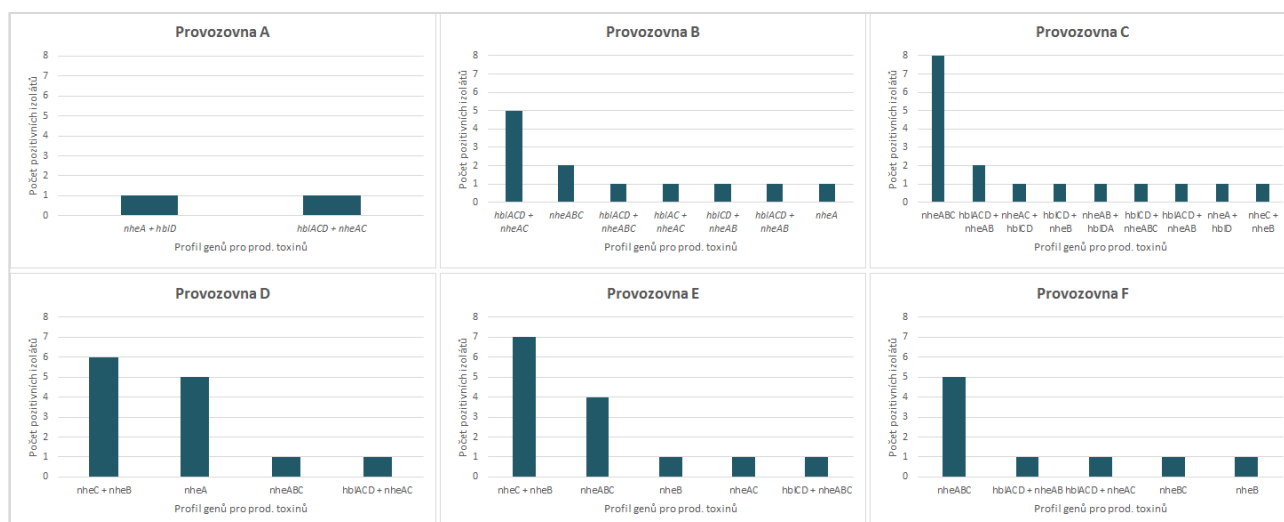 Provozovna A
Počet pozitivních izolátů
8
7
6
5
4
3
2
1
0
nheA + hblD
hblACD + nheAC
Profil genů pro prod. toxinů
Provozovna B
Počet pozitivních izolátů
8
7
6
5
4
3
2
1
0
hblACD +
nheAC
nheABC
hblACD +
nheABC
hblAC +
nheAC
hblCD +
nheAB
hblACD +
nheAB
nheA
Profil genů pro prod. toxinů
Provozovna C
Počet pozitivních izolátů
8
7
6
5
4
3
2
1
0
nheABC
hblACD +
nheAB
nheAC +
hblCD
hblCD +
nheB
nheAB +
hblDA
hblCD +
nheABC
hblACD +
nheAB
nheA +
hblD
nheC +
nheB
Profil genů pro prod. toxinů
Provozovna D
Počet pozitivních izolátů
8
7
6
5
4
3
2
1
0
nheC + nheB
nheA
nheABC
hblACD + nheAC
Profil genů pro prod. toxinů
Provozovna E
Počet pozitivních izolátů
8
7
6
5
4
3
2
1
0
nheC + nheB
nheABC
nheB
nheAC
hblCD + nheABC
Profil genů pro prod. toxinů
Provozovna F
Počet pozitivních izolátů
8
7
6
5
4
3
2
1
0
nheABC
hblACD + nheAB
hblACD + nheAC
nheBC
nheB
Profil genů pro prod. toxinů